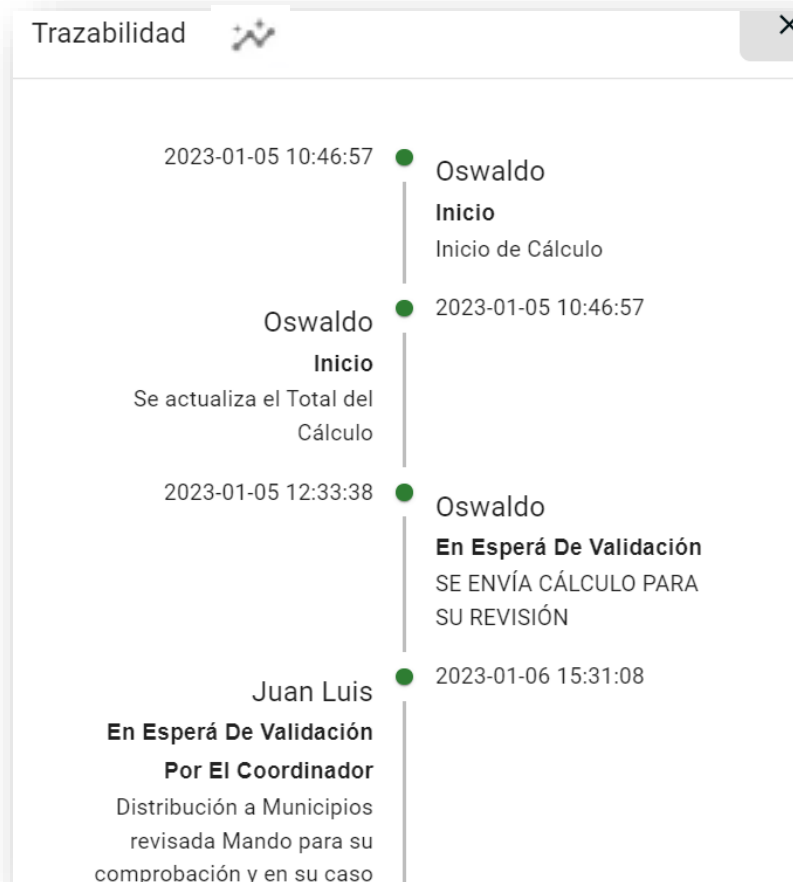 Trazabilidad
2023-01-05 10:46:57
Oswaldo
Inicio
Inicio de Cálculo
2023-01-05 10:46:57
Oswaldo
Inicio
Se actualiza el Total del
Cálculo
2023-01-05 12:33:38
Oswaldo
En Esperá De Validación
SE ENVÍA CÁLCULO PARA
SU REVISIÓN
2023-01-06 15:31:08
Juan Luis
En Esperá De Validación
Por El Coordinador
Distribución a Municipios
revisada Mando para su
comprobación y en su caso